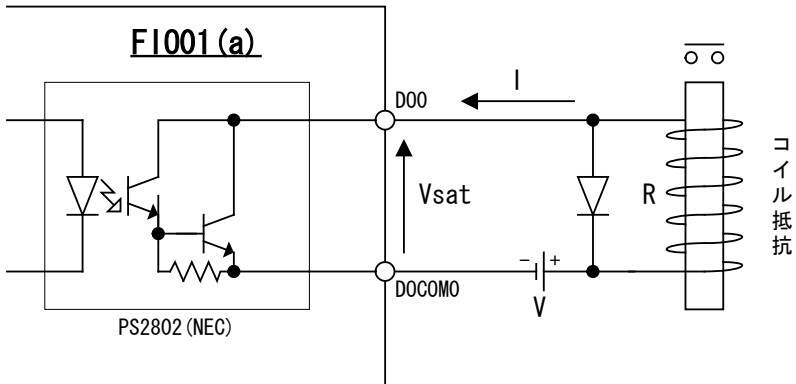 FI001(a)
DO0
I
Vsat
R
コイル抵抗
- +
DOCOM0
V
PS2802(NEC)